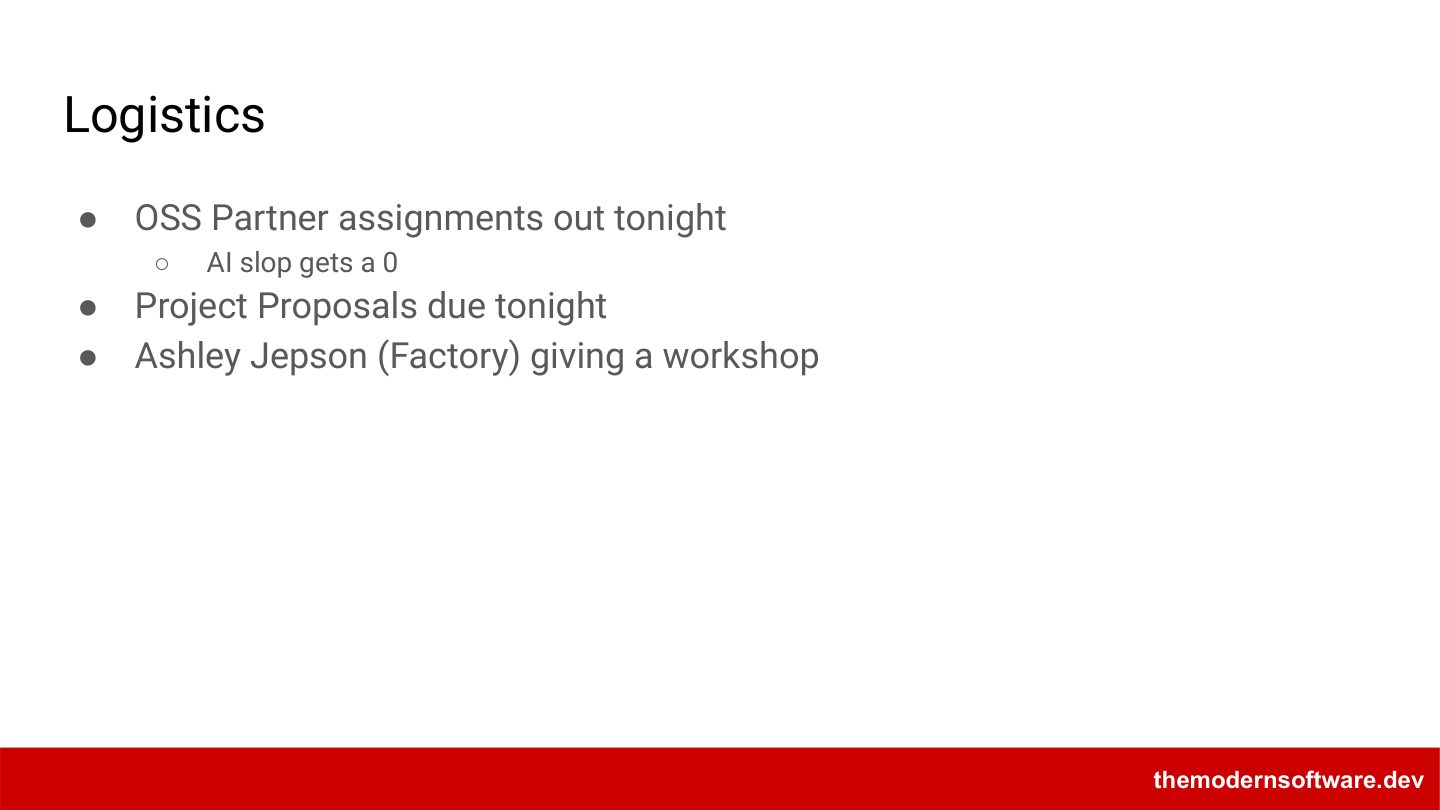 Logistics
● OSS Partner assignments out tonight
○ AI slop gets a 0
● Project Proposals due tonight
● Ashley Jepson (Factory) giving a workshop
themodernsoftware.dev